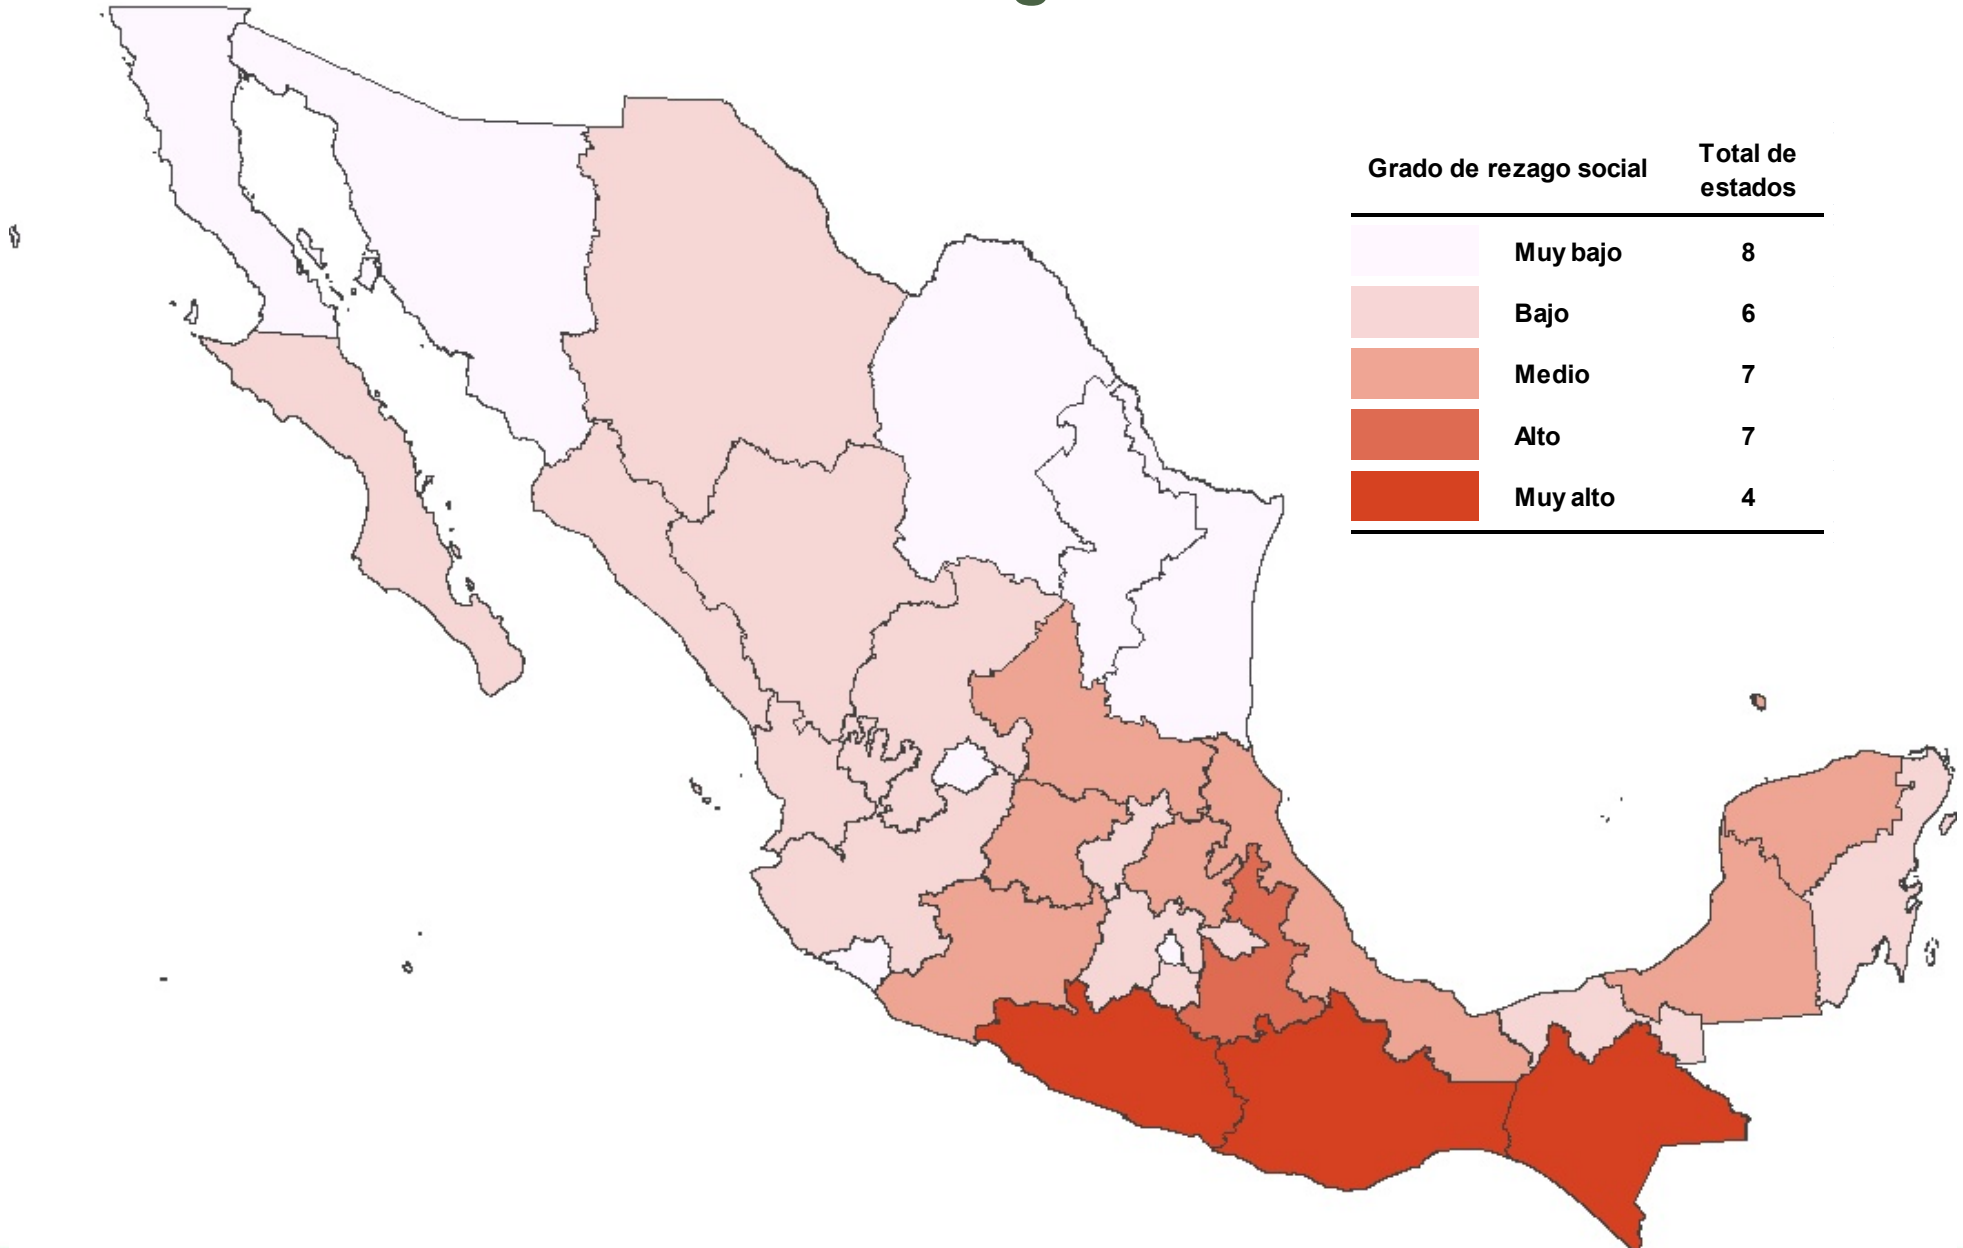 Grado de rezago social
Total de estados
Muy bajo 8
Bajo 6
Medio 7
Alto 7
Muy alto 4